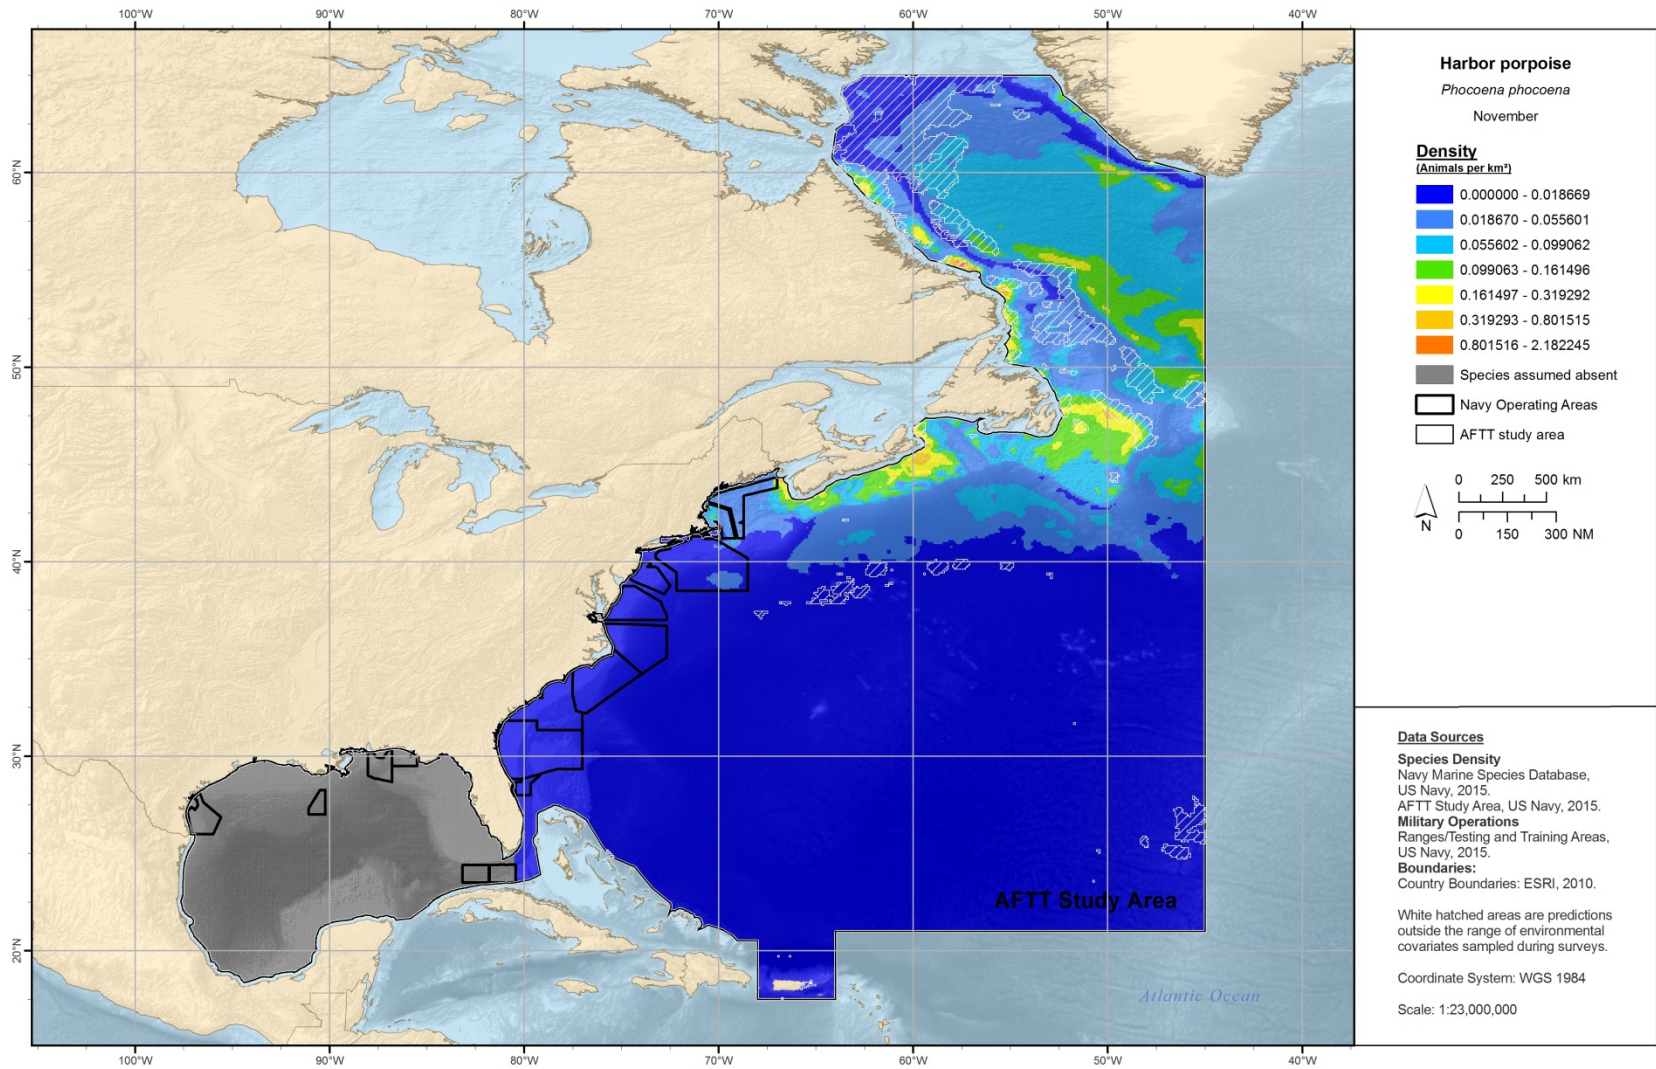 100°W 90°W 80°W 70°W 60°W 50°W 40°W
60°N
50°N
40°N
30°N
20°N
AFTT Study Area
Atlantic Ocean
100°W 90°W 80°W 70°W 60°W 50°W 40°W
Harbor porpoise
Phocoena phocoena
November
Density
(Animals per km²)
0.000000 - 0.018669
0.018670 - 0.055601
0.055602 - 0.099062
0.099063 - 0.161496
0.161497 - 0.319292
0.319293 - 0.801515
0.801516 - 2.182245
Species assumed absent
Navy Operating Areas
AFTT study area
0 250 500 km
N
0 150 300 NM
Data Sources
Species Density
Navy Marine Species Database,
US Navy, 2015.
AFTT Study Area, US Navy, 2015.
Military Operations
Ranges/Testing and Training Areas,
US Navy, 2015.
Boundaries:
Country Boundaries: ESRI, 2010.
White hatched areas are predictions
outside the range of environmental
covariates sampled during surveys.
Coordinate System: WGS 1984
Scale: 1:23,000,000